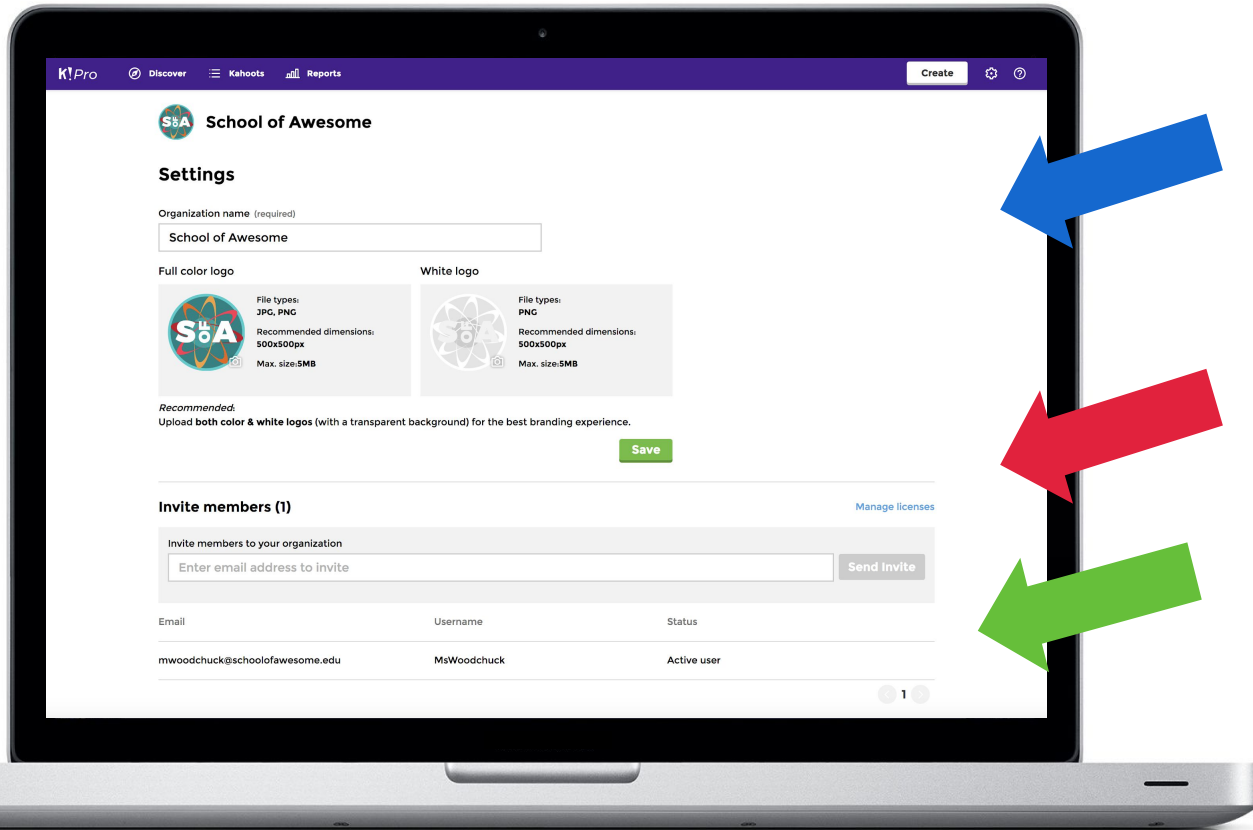 K!Pro Discover Kahoots Reports Create
SOFA School of Awesome
Settings
Organization name (required)
School of Awesome
Full color logo White logo
SOFA
File types:
JPG, PNG
Recommended dimensions:
500x500px
Max. size:5MB
SOFA
File types:
PNG
Recommended dimensions:
500x500px
Max. size:5MB
Recommended:
Upload both color & white logos (with a transparent background) for the best branding experience.
Save
Invite members (1) Manage licenses
Invite members to your organization
Enter email address to invite Send Invite
Email Username Status
mwoodchuck@schoolofawesome.edu MsWoodchuck Active user
1